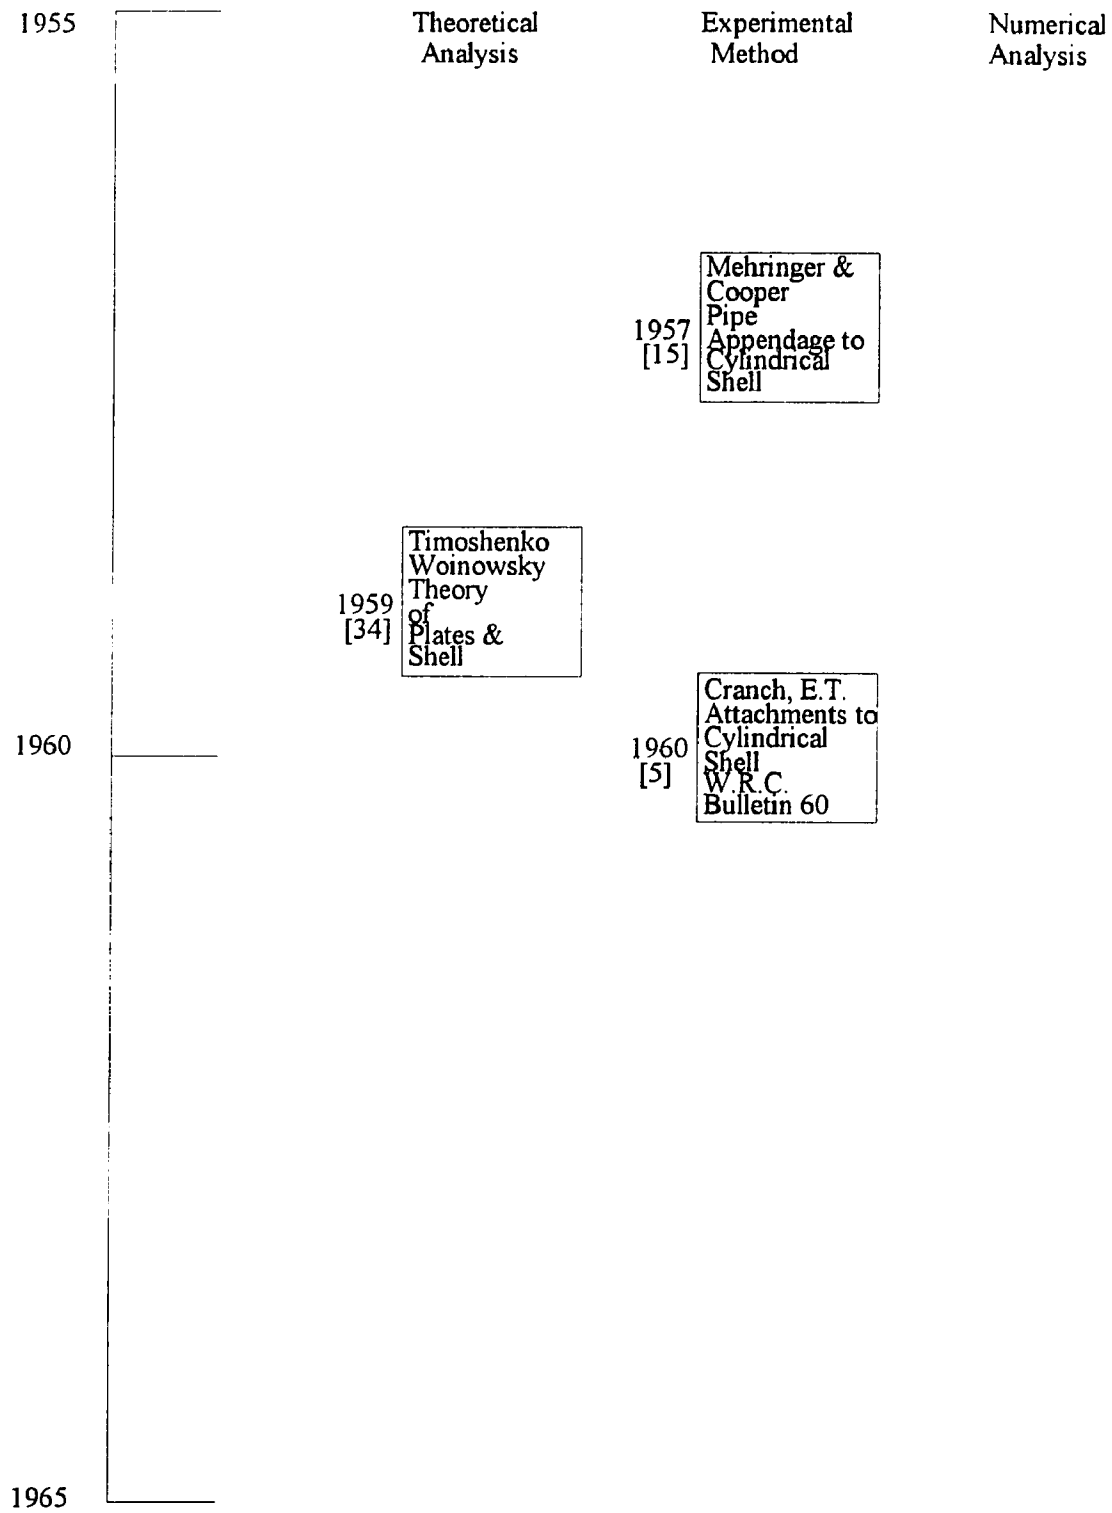 1955
Theoretical
Analysis
Experimental
Method
Numerical
Analysis
1957
[15]
Mehringer &
Cooper
Pipe
Appendage to
Cylindrical
Shell
1959
[34]
Timoshenko
Woinowsky
Theory
of
Plates &
Shell
1960
1960
[5]
Cranch, E.T.
Attachments to
Cylindrical
Shell
W.R.C.
Bulletin 60
1965